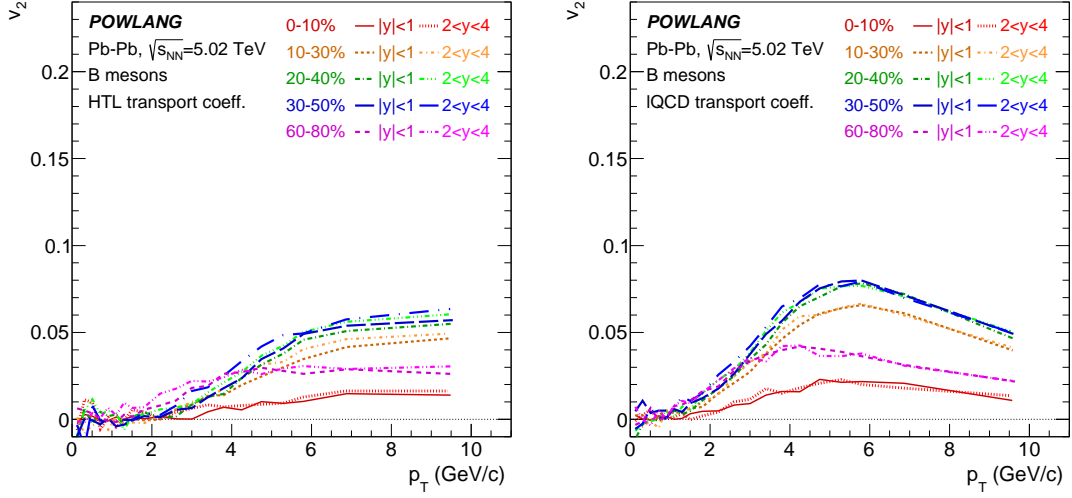 v₂
POWLANG
Pb-Pb, √s_NN=5.02 TeV
B mesons
HTL transport coeff.
0-10% |y|<1 2<y<4
10-30% |y|<1 2<y<4
20-40% |y|<1 2<y<4
30-50% |y|<1 2<y<4
60-80% |y|<1 2<y<4
0.2
0.15
0.1
0.05
0
0 2 4 6 8 10
p_T (GeV/c)
v₂
POWLANG
Pb-Pb, √s_NN=5.02 TeV
B mesons
lQCD transport coeff.
0-10% |y|<1 2<y<4
10-30% |y|<1 2<y<4
20-40% |y|<1 2<y<4
30-50% |y|<1 2<y<4
60-80% |y|<1 2<y<4
0.2
0.15
0.1
0.05
0
0 2 4 6 8 10
p_T (GeV/c)